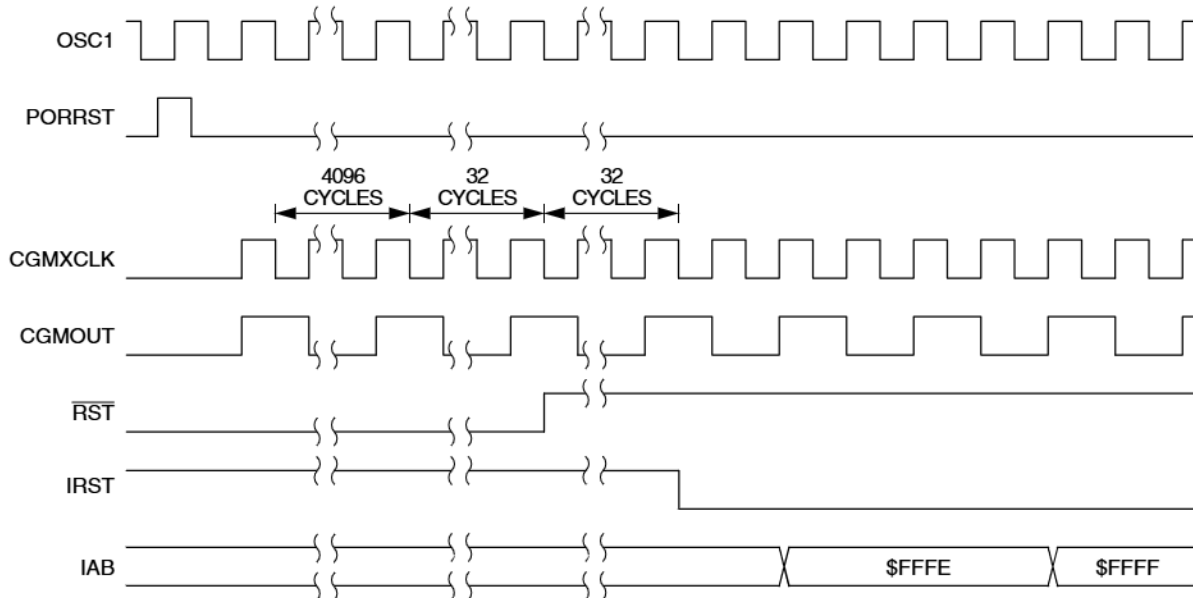 OSC1
PORRST
4096
CYCLES
32
CYCLES
32
CYCLES
CGMXCLK
CGMOUT
RST
IRST
IAB
$FFFE
$FFFF